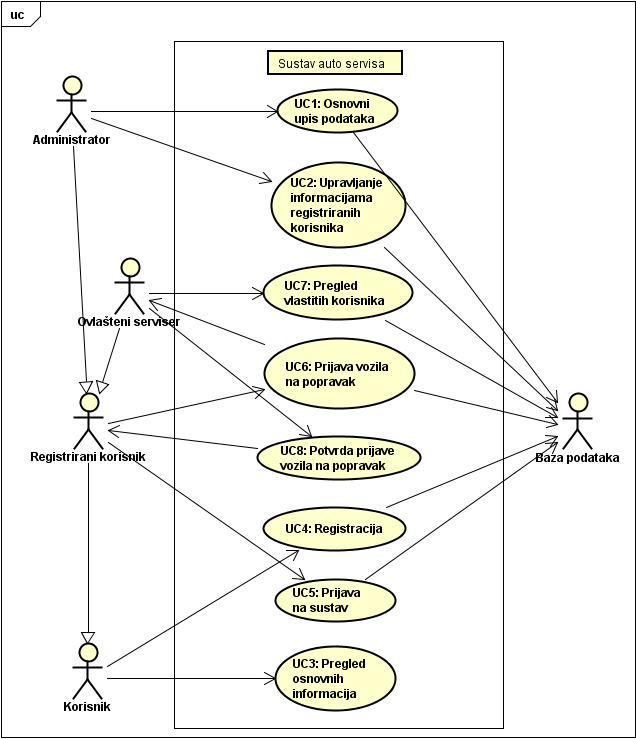 uc
Sustav auto servisa
Administrator
UC1: Osnovni
upis podataka
UC2: Upravljanje
informacijama
registriranih
korisnika
Ovlašteni serviser
UC7: Pregled
vlastitih korisnika
UC6: Prijava vozila
na popravak
Registrirani korisnik
UC8: Potvrda prijave
vozila na popravak
Baza podataka
UC4: Registracija
UC5: Prijava
na sustav
Korisnik
UC3: Pregled
osnovnih
informacija